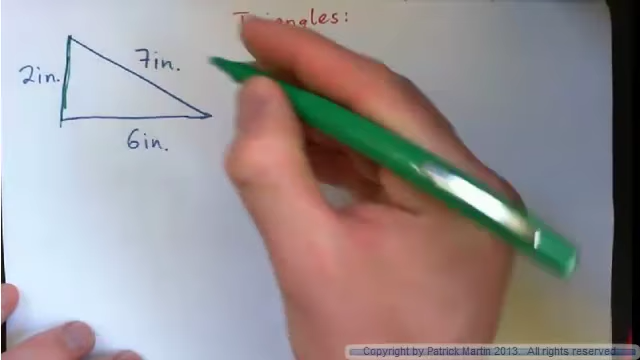 Triangles:
2in.
7in.
6in.
Copyright by Patrick Martin 2013. All rights reserved.